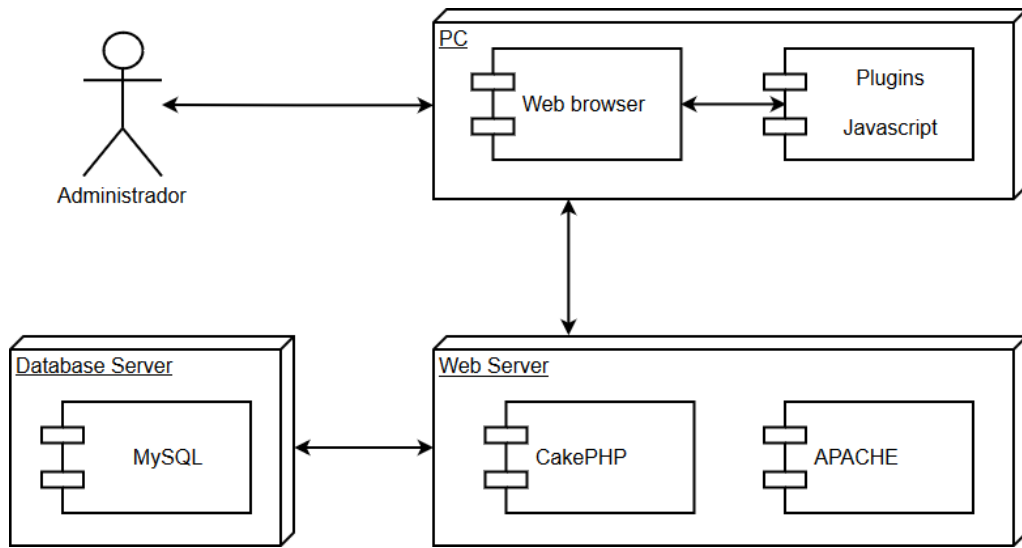 PC
Web browser
Plugins
Javascript
Administrador
Database Server
MySQL
Web Server
CakePHP
APACHE